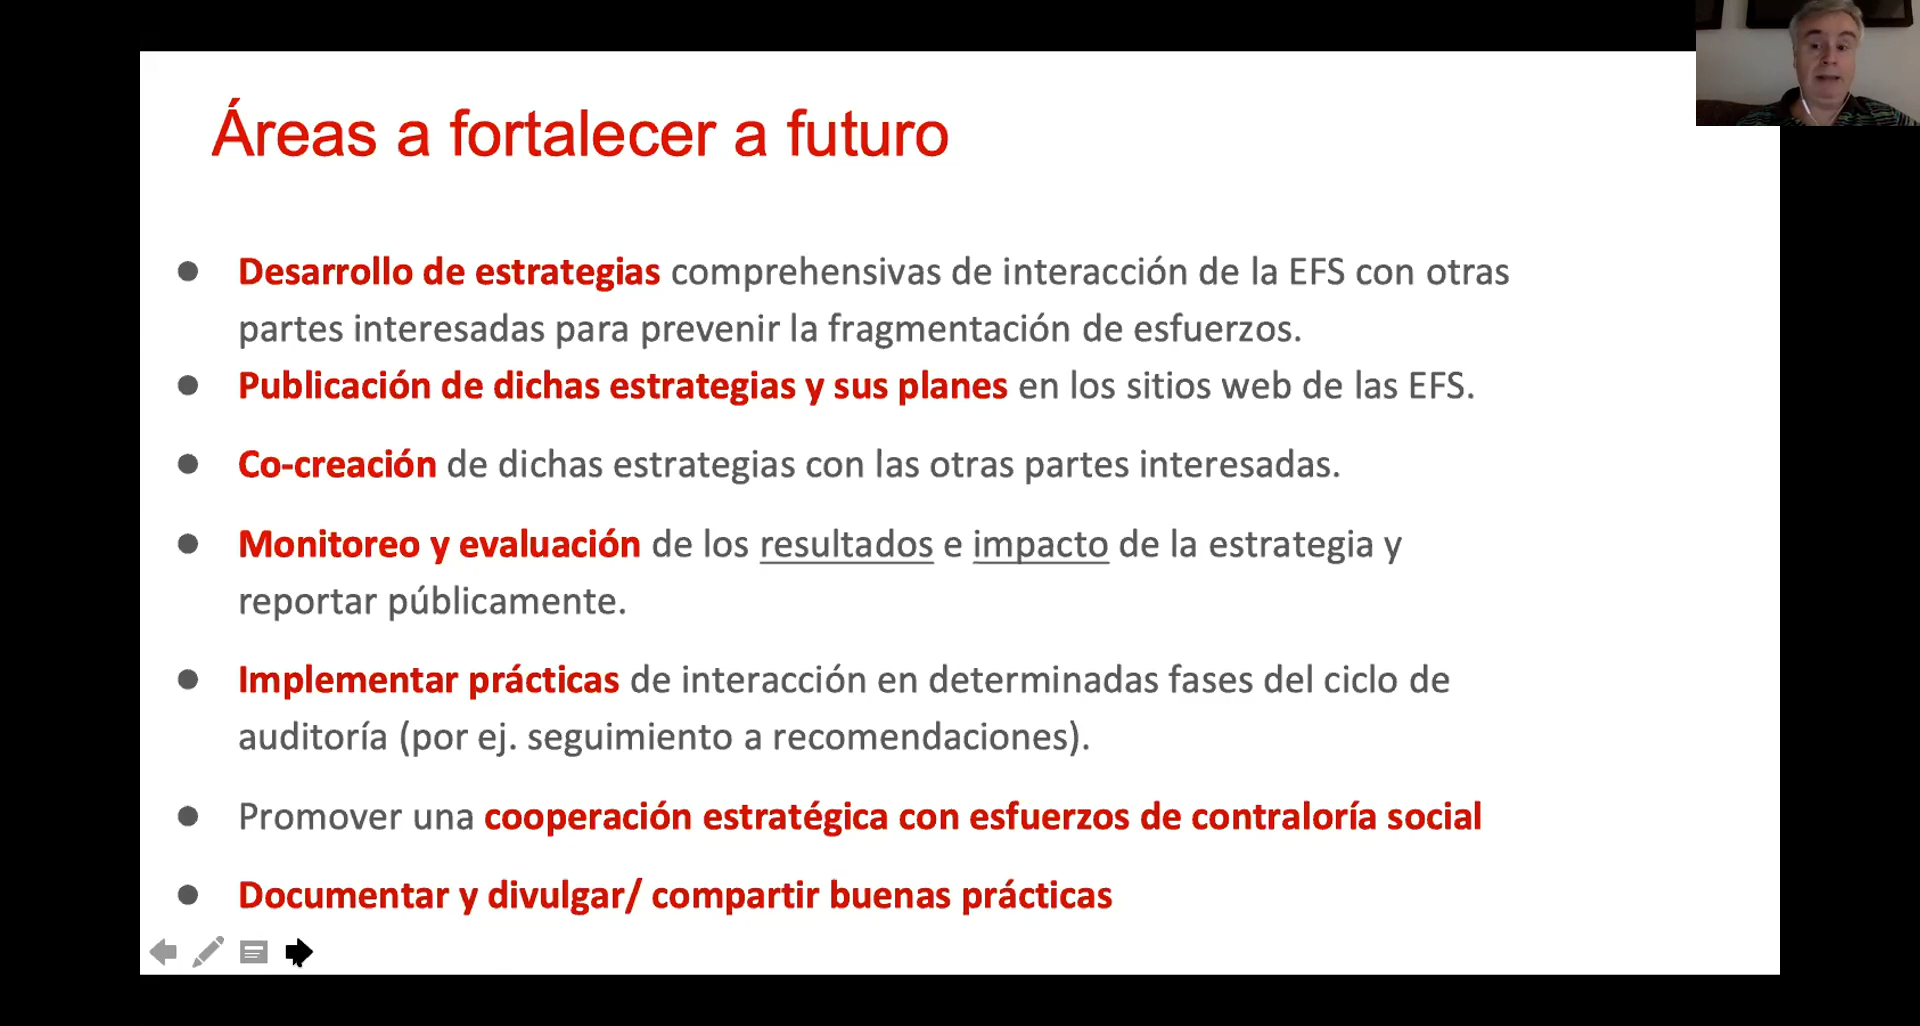 Áreas a fortalecer a futuro
Desarrollo de estrategias comprehensivas de interacción de la EFS con otras
partes interesadas para prevenir la fragmentación de esfuerzos.
Publicación de dichas estrategias y sus planes en los sitios web de las EFS.
Co-creación de dichas estrategias con las otras partes interesadas.
Monitoreo y evaluación de los resultados e impacto de la estrategia y
reportar públicamente.
Implementar prácticas de interacción en determinadas fases del ciclo de
auditoría (por ej. seguimiento a recomendaciones).
Promover una cooperación estratégica con esfuerzos de contraloría social
Documentar y divulgar/ compartir buenas prácticas